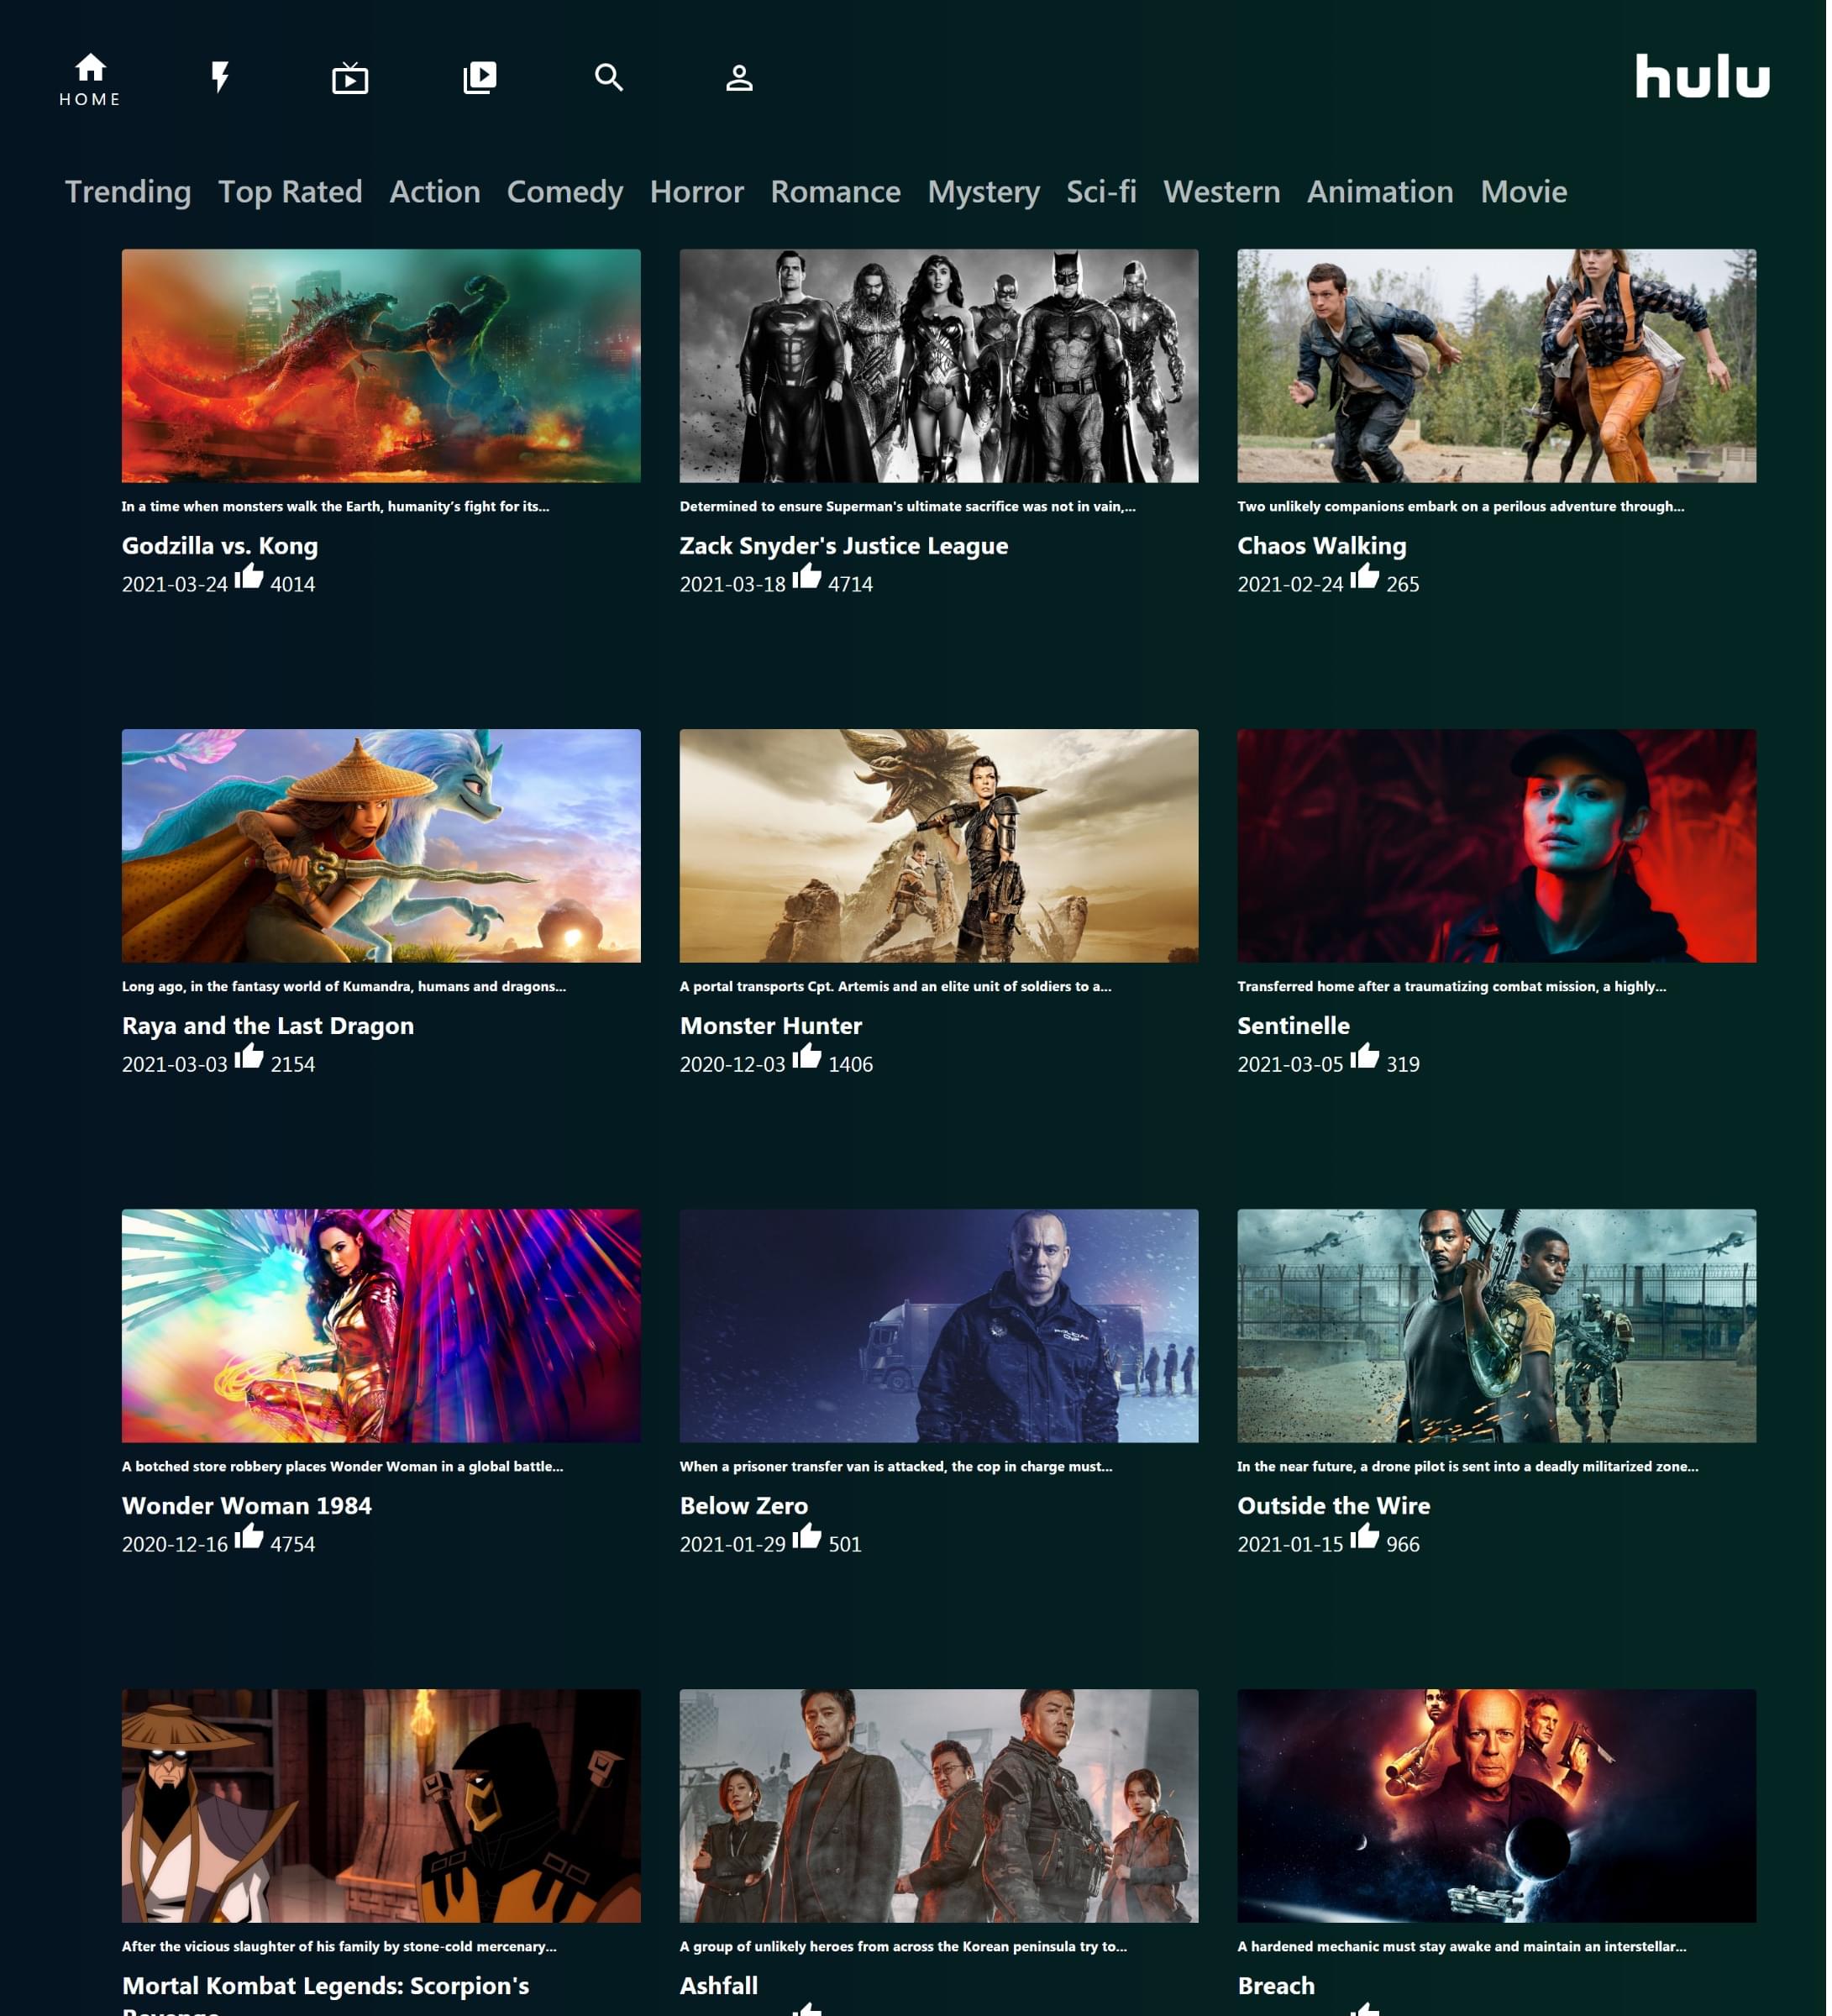 HOME
hulu
Trending Top Rated Action Comedy Horror Romance Mystery Sci-fi Western Animation Movie
In a time when monsters walk the Earth, humanity’s fight for its...
Godzilla vs. Kong
2021-03-24 4014
Determined to ensure Superman's ultimate sacrifice was not in vain,...
Zack Snyder's Justice League
2021-03-18 4714
Two unlikely companions embark on a perilous adventure through...
Chaos Walking
2021-02-24 265
Long ago, in the fantasy world of Kumandra, humans and dragons...
Raya and the Last Dragon
2021-03-03 2154
A portal transports Cpt. Artemis and an elite unit of soldiers to a...
Monster Hunter
2020-12-03 1406
Transferred home after a traumatizing combat mission, a highly...
Sentinelle
2021-03-05 319
A botched store robbery places Wonder Woman in a global battle...
Wonder Woman 1984
2020-12-16 4754
When a prisoner transfer van is attacked, the cop in charge must...
Below Zero
2021-01-29 501
In the near future, a drone pilot is sent into a deadly militarized zone...
Outside the Wire
2021-01-15 966
After the vicious slaughter of his family by stone-cold mercenary...
Mortal Kombat Legends: Scorpion's
A group of unlikely heroes from across the Korean peninsula try to...
Ashfall
A hardened mechanic must stay awake and maintain an interstellar...
Breach